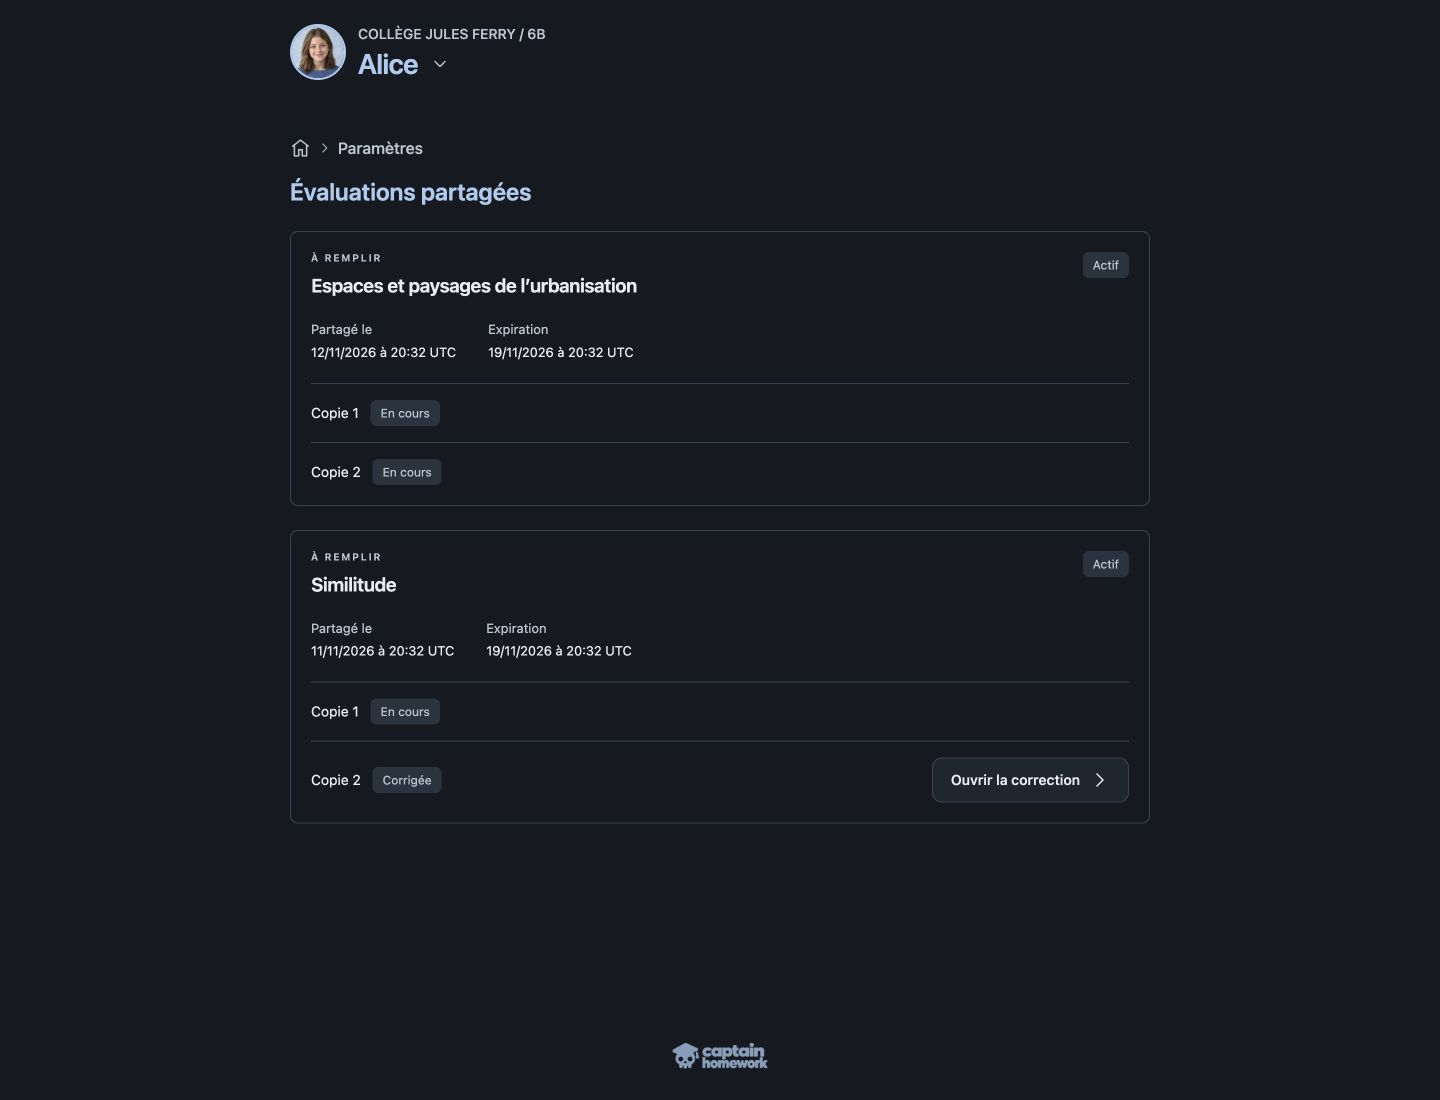 COLLÈGE JULES FERRY / 6B
Alice
Paramètres
Évaluations partagées
À REMPLIR
Actif
Espaces et paysages de l’urbanisation
Partagé le
Expiration
12/11/2026 à 20:32 UTC
19/11/2026 à 20:32 UTC
Copie 1
En cours
Copie 2
En cours
À REMPLIR
Actif
Similitude
Partagé le
Expiration
11/11/2026 à 20:32 UTC
19/11/2026 à 20:32 UTC
Copie 1
En cours
Copie 2
Corrigée
Ouvrir la correction
captain
homework